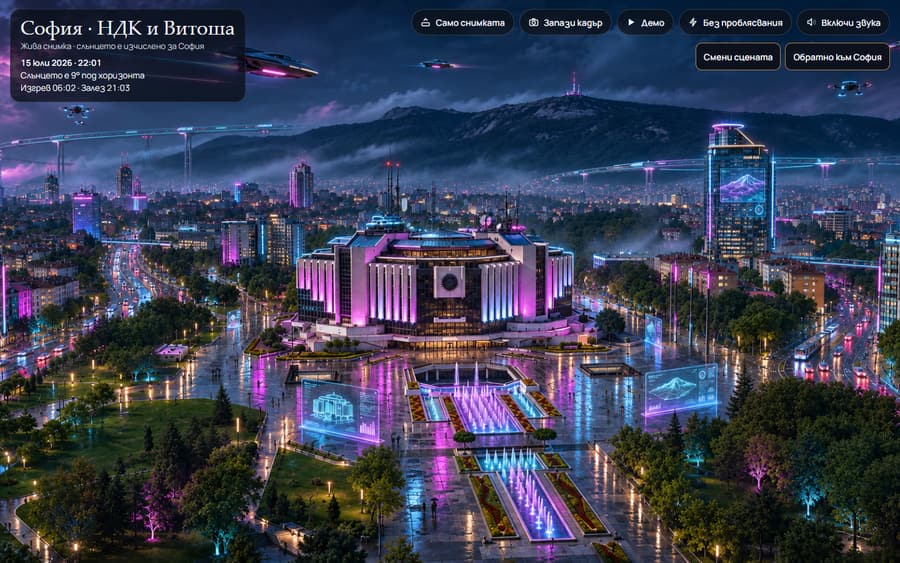 София · НДК и Витоша
Жива снимка · слънцето е изчислено за София
15 юли 2026 · 22:01
Слънцето е 9° под хоризонта
Изгрев 06:02 · Залез 21:03
Само снимката
Запази кадър
Демо
Без проблясвания
Включи звука
Смени сцената
Обратно към София